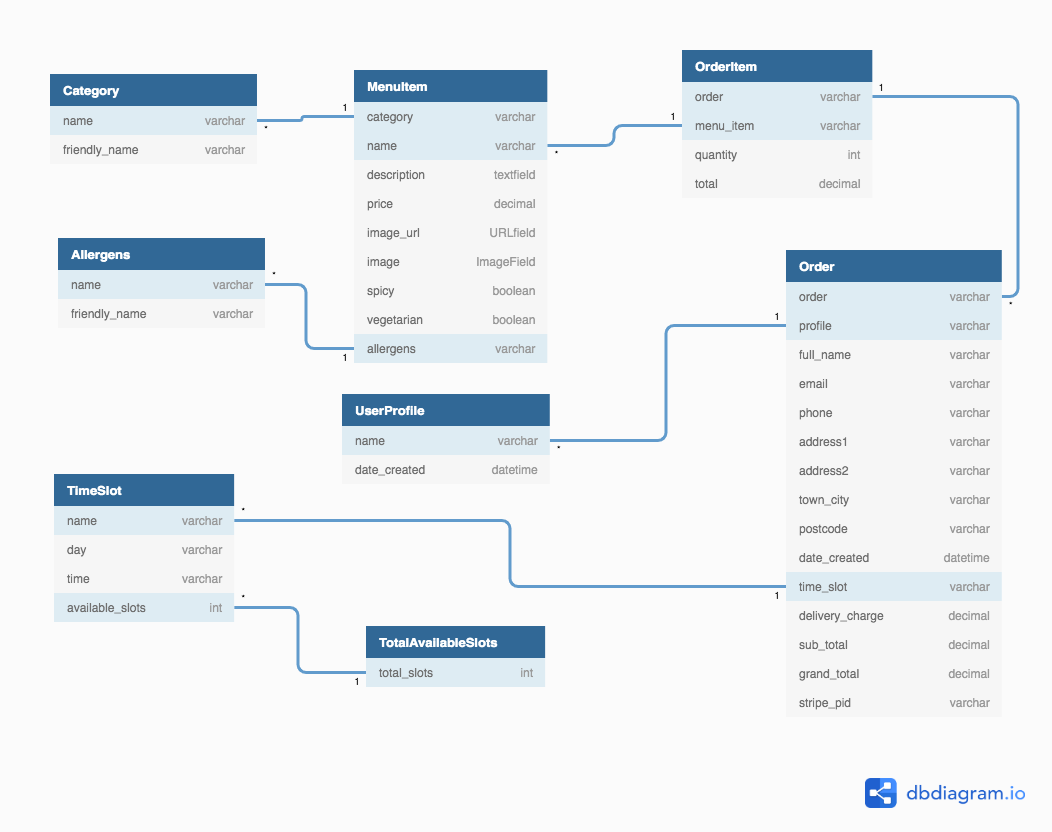 Category
name varchar
friendly_name varchar
MenuItem
category varchar
name varchar
description textfield
price decimal
image_url URLfield
image ImageField
spicy boolean
vegetarian boolean
allergens varchar
OrderItem
order varchar
menu_item varchar
quantity int
total decimal
Allergens
name varchar
friendly_name varchar
Order
order varchar
profile varchar
full_name varchar
email varchar
phone varchar
address1 varchar
address2 varchar
town_city varchar
postcode varchar
date_created datetime
time_slot varchar
delivery_charge decimal
sub_total decimal
grand_total decimal
stripe_pid varchar
UserProfile
name varchar
date_created datetime
TimeSlot
name varchar
day varchar
time varchar
available_slots int
TotalAvailableSlots
total_slots int
1
*
1
*
1
*
*
1
1
*
*
1
*
1
dbdiagram.io